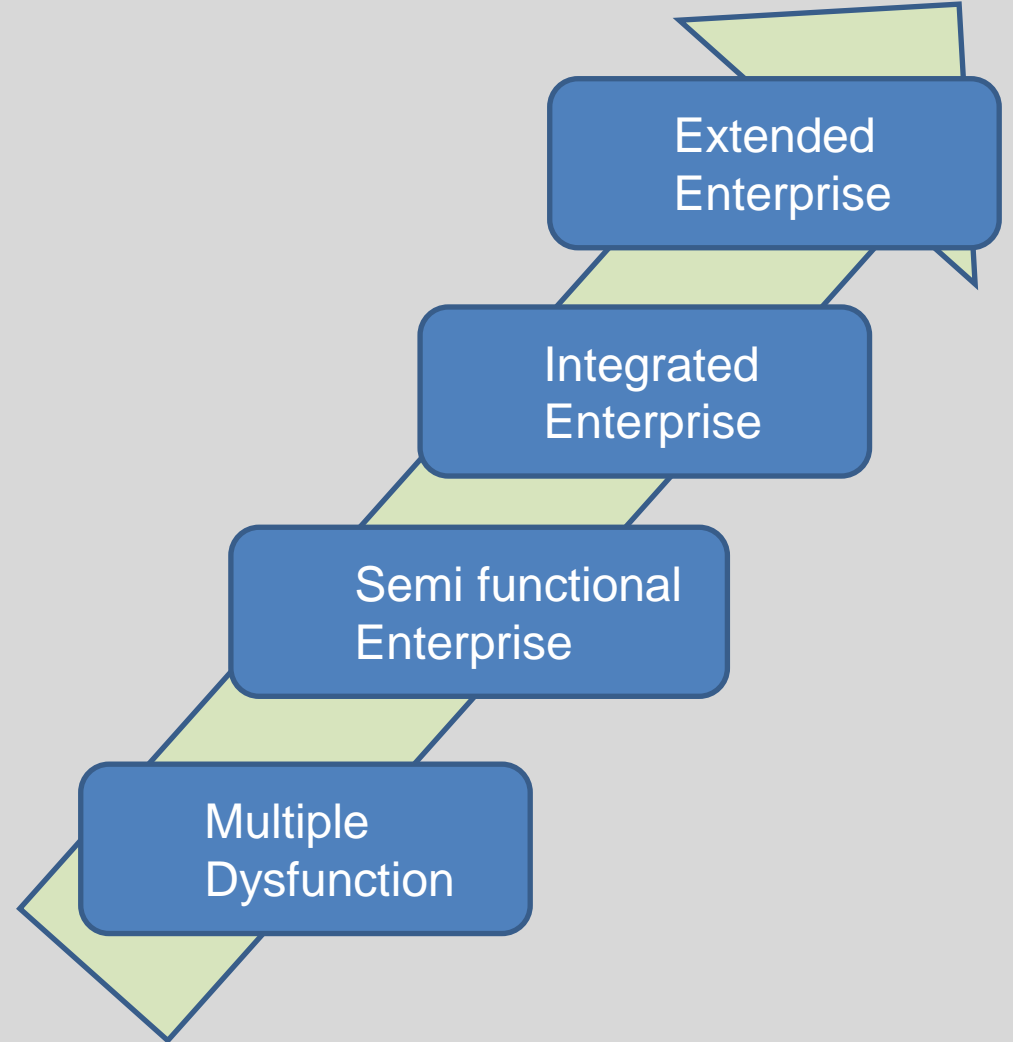 Extended
Enterprise
Integrated
Enterprise
Semi functional
Enterprise
Multiple
Dysfunction